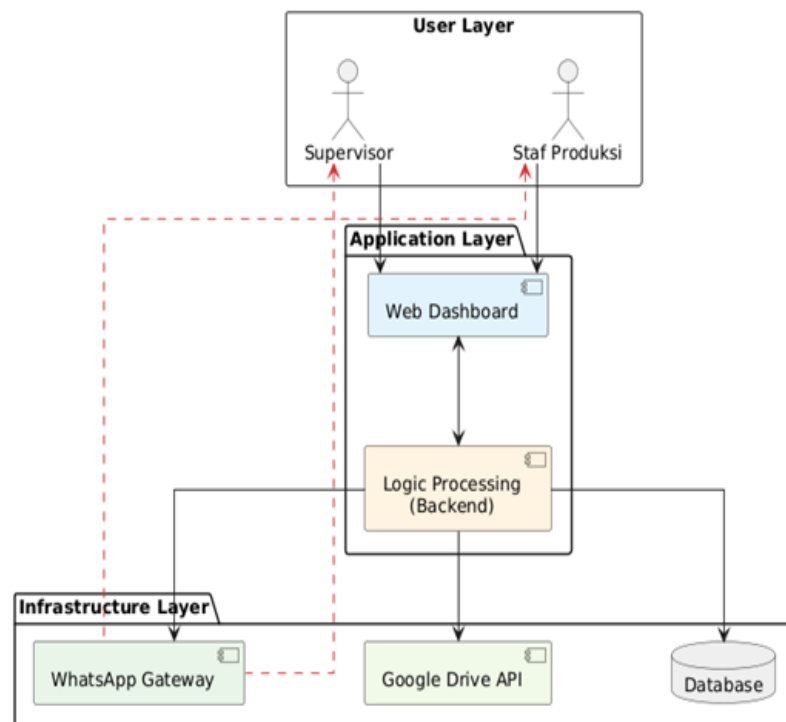 User Layer
Supervisor
Staf Produksi
Application Layer
Web Dashboard
Logic Processing
(Backend)
Infrastructure Layer
WhatsApp Gateway
Google Drive API
Database